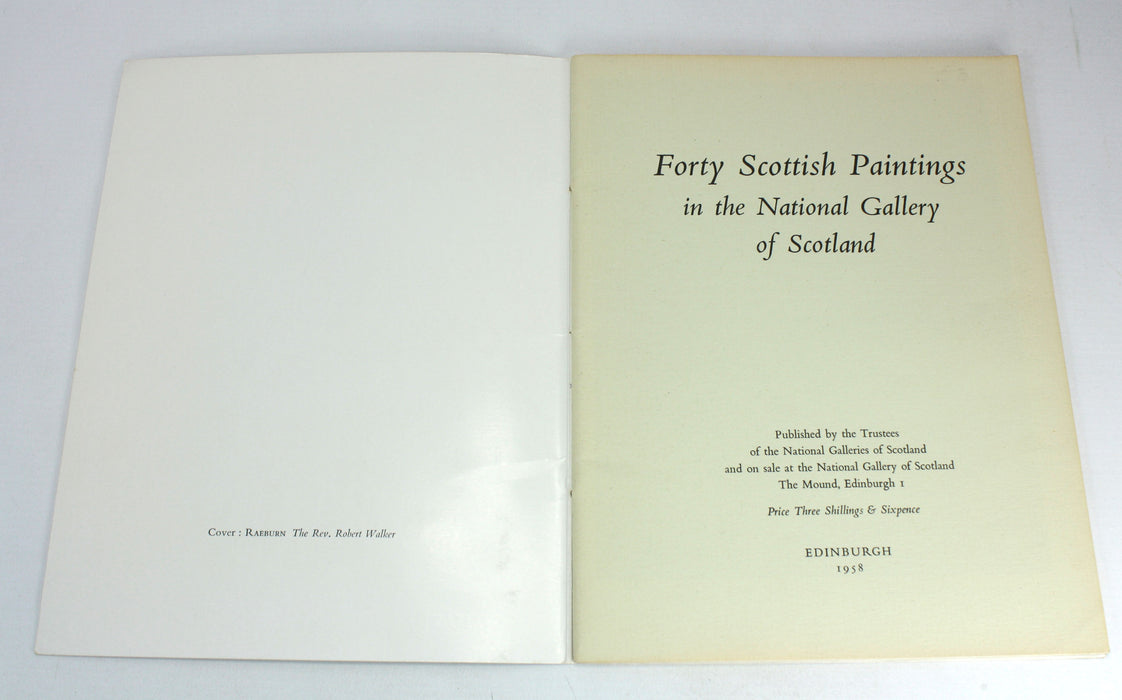 Cover : RAEBURN The Rev. Robert Walker
Forty Scottish Paintings
in the National Gallery
of Scotland
Published by the Trustees
of the National Galleries of Scotland
and on sale at the National Gallery of Scotland
The Mound, Edinburgh 1
Price Three Shillings & Sixpence
EDINBURGH
1958